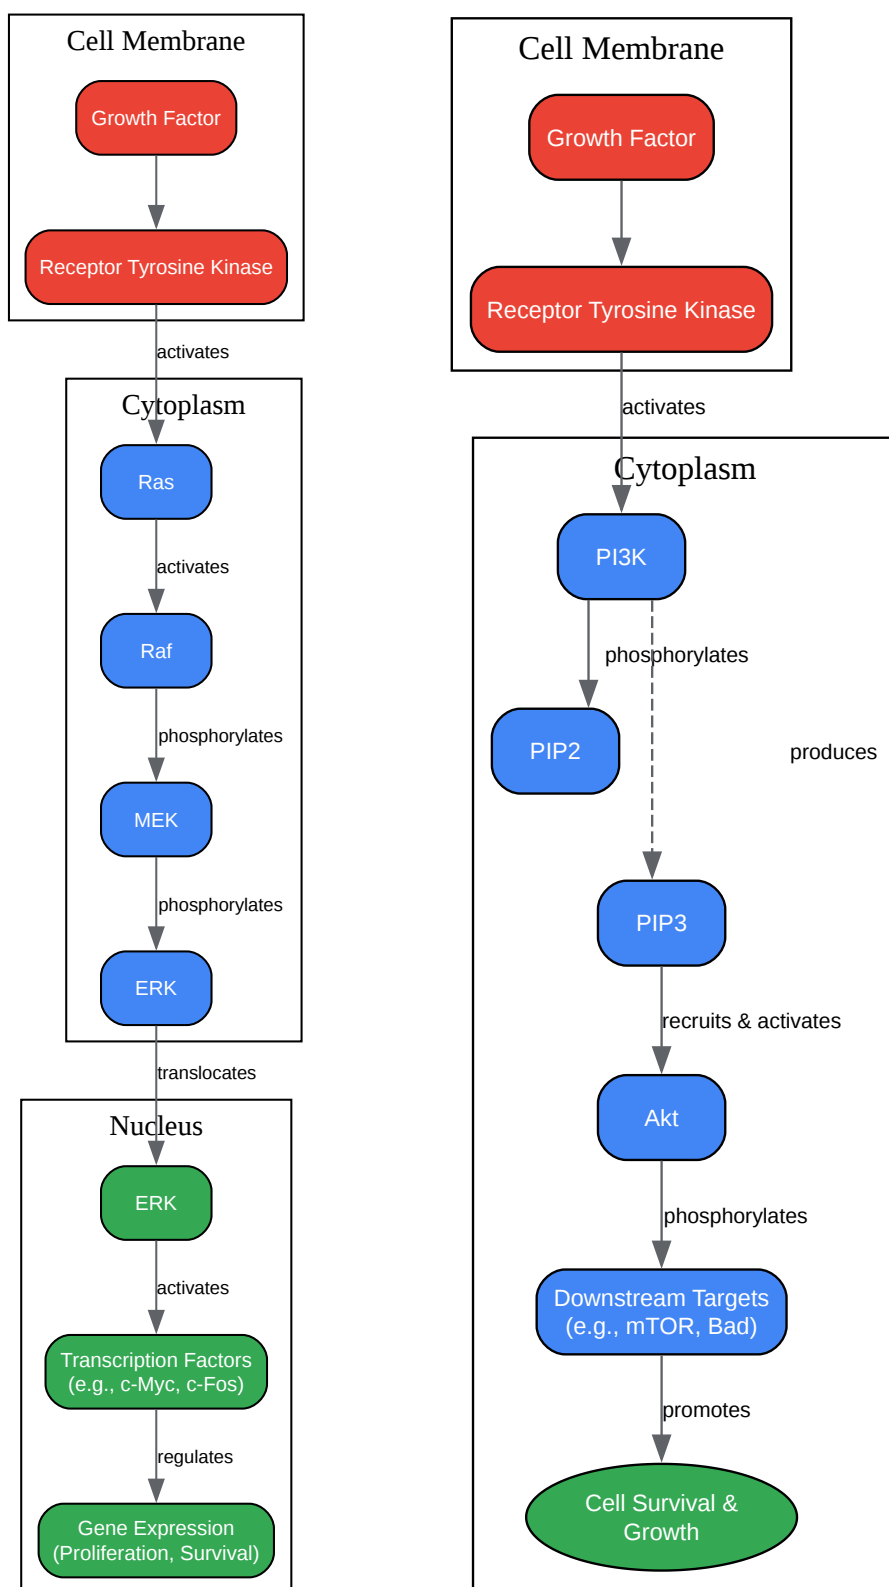 Cell Membrane
Growth Factor
Receptor Tyrosine Kinase
activates
Cytoplasm
Ras
activates
Raf
phosphorylates
MEK
phosphorylates
ERK
translocates
Nucleus
ERK
activates
Transcription Factors
(e.g., c-Myc, c-Fos)
regulates
Gene Expression
(Proliferation, Survival)
Cell Membrane
Growth Factor
Receptor Tyrosine Kinase
activates
Cytoplasm
PI3K
phosphorylates
PIP2
produces
PIP3
recruits & activates
Akt
phosphorylates
Downstream Targets
(e.g., mTOR, Bad)
promotes
Cell Survival &
Growth